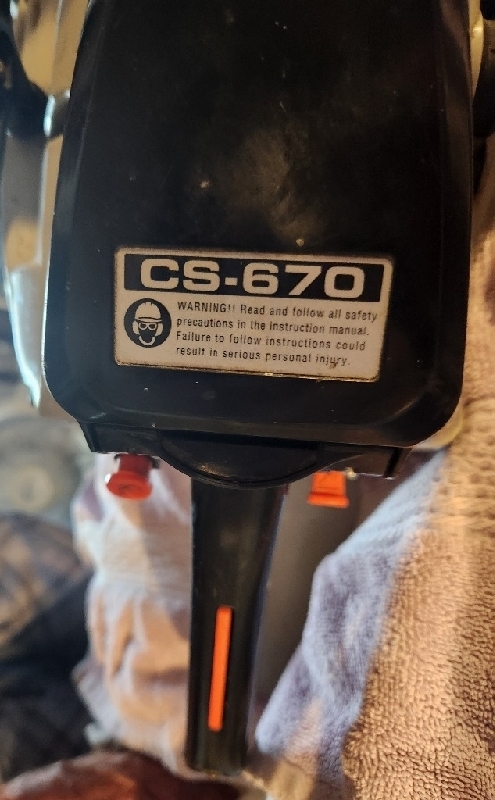 CS-670
WARNING!! Read and follow all safety
precautions in the instruction manual.
Failure to follow instructions could
result in serious personal injury.